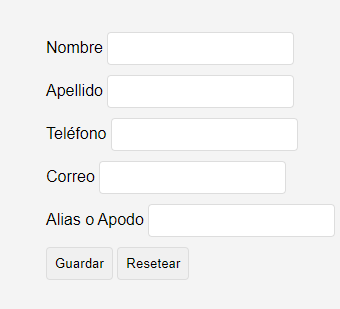 Nombre
Apellido
Teléfono
Correo
Alias o Apodo
Guardar Resetear